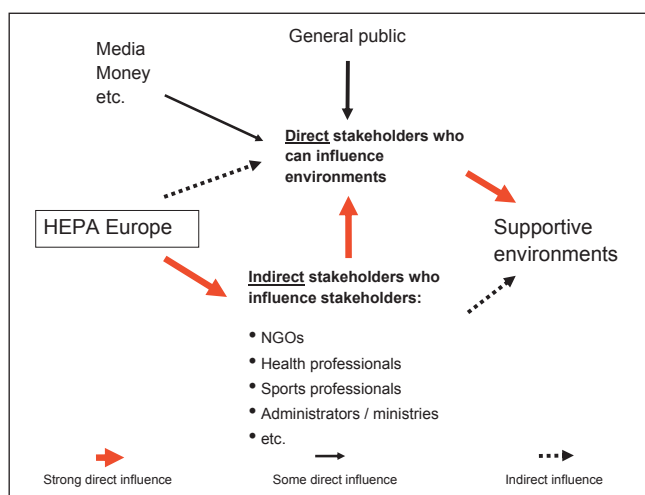 General public
Media
Money
etc.
Direct stakeholders who
can influence
environments
HEPA Europe
Supportive
environments
Indirect stakeholders who
influence stakeholders:
• NGOs
• Health professionals
• Sports professionals
• Administrators / ministries
• etc.
Strong direct influence
Some direct influence
Indirect influence